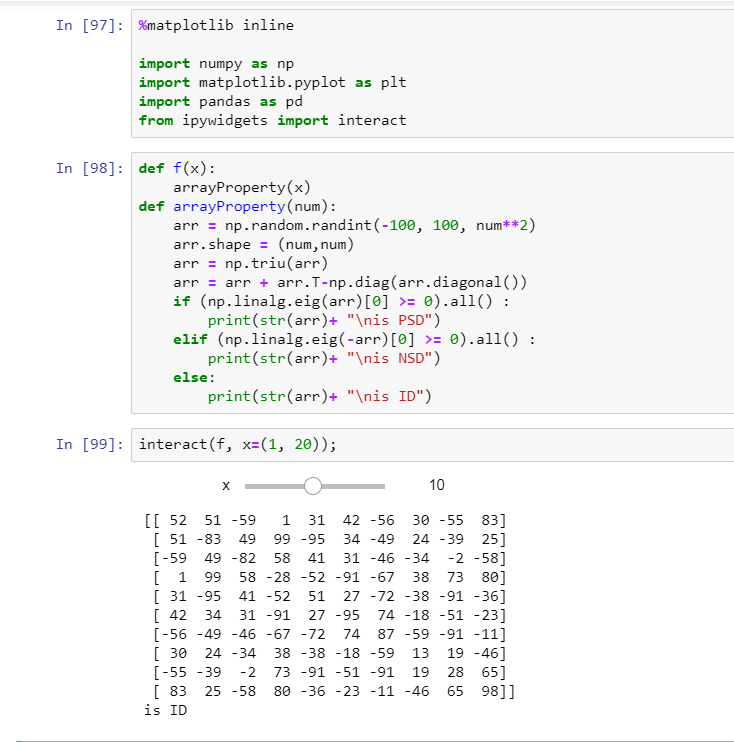 In [97]: %matplotlib inline
import numpy as np
import matplotlib.pyplot as plt
import pandas as pd
from ipywidgets import interact
In [98]: def f(x):
    arrayProperty(x)
def arrayProperty(num):
    arr = np.random.randint(-100, 100, num**2)
    arr.shape = (num,num)
    arr = np.triu(arr)
    arr = arr + arr.T-np.diag(arr.diagonal())
    if (np.linalg.eig(arr)[0] >= 0).all() :
        print(str(arr)+ "\nis PSD")
    elif (np.linalg.eig(-arr)[0] >= 0).all() :
        print(str(arr)+ "\nis NSD")
    else:
        print(str(arr)+ "\nis ID")
In [99]: interact(f, x=(1, 20));
x 10
[[ 52  51 -59   1  31  42 -56  30 -55  83]
 [ 51 -83  49  99 -95  34 -49  24 -39  25]
 [-59  49 -82  58  41  31 -46 -34  -2 -58]
 [  1  99  58 -28 -52 -91 -67  38  73  80]
 [ 31 -95  41 -52  51  27 -72 -38 -91 -36]
 [ 42  34  31 -91  27 -95  74 -18 -51 -23]
 [-56 -49 -46 -67 -72  74  87 -59 -91 -11]
 [ 30  24 -34  38 -38 -18 -59  13  19 -46]
 [-55 -39  -2  73 -91 -51 -91  19  28  65]
 [ 83  25 -58  80 -36 -23 -11 -46  65  98]]
is ID